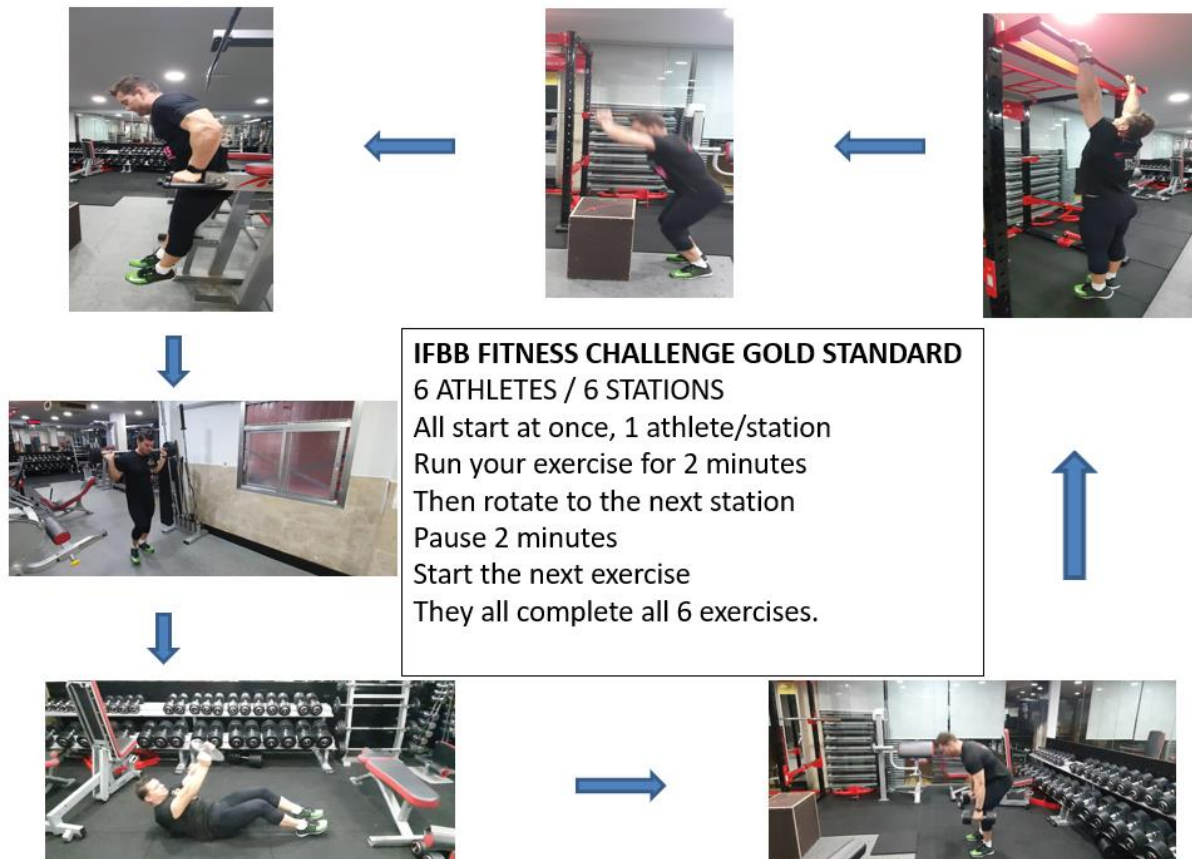 IFBB FITNESS CHALLENGE GOLD STANDARD
6 ATHLETES / 6 STATIONS
All start at once, 1 athlete/station
Run your exercise for 2 minutes
Then rotate to the next station
Pause 2 minutes
Start the next exercise
They all complete all 6 exercises.